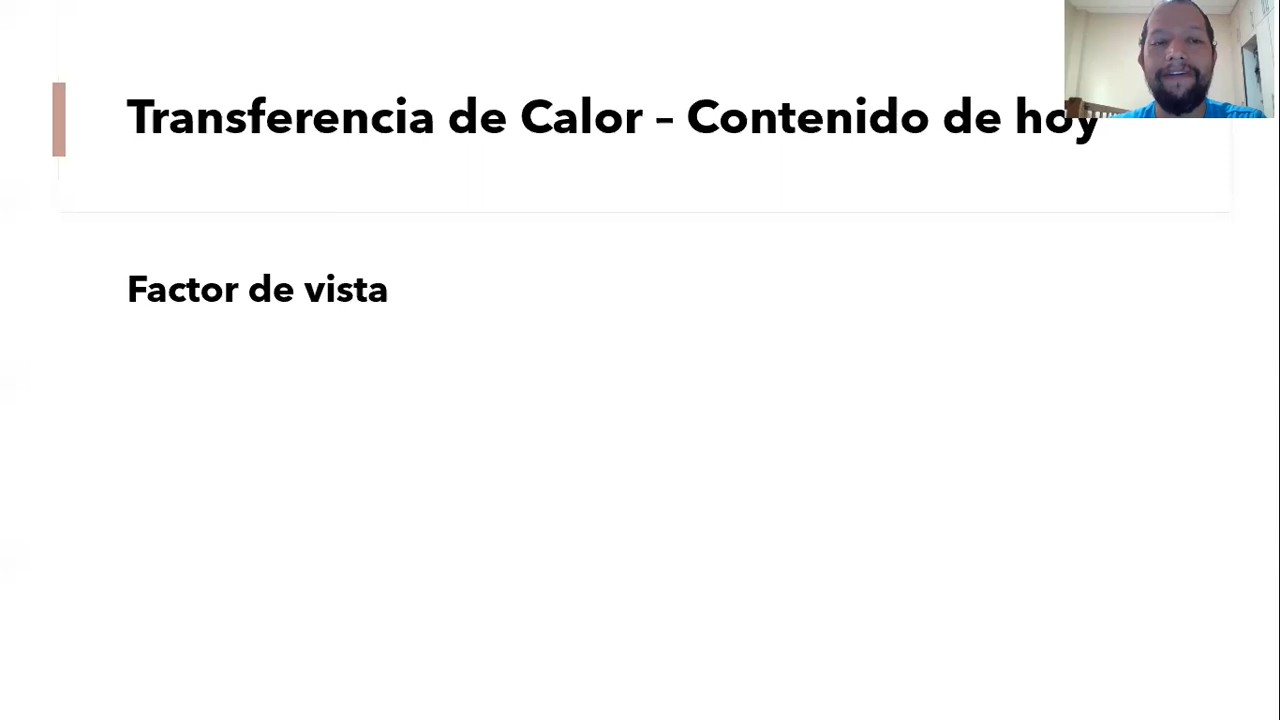 Transferencia de Calor – Contenido de hoy
Factor de vista